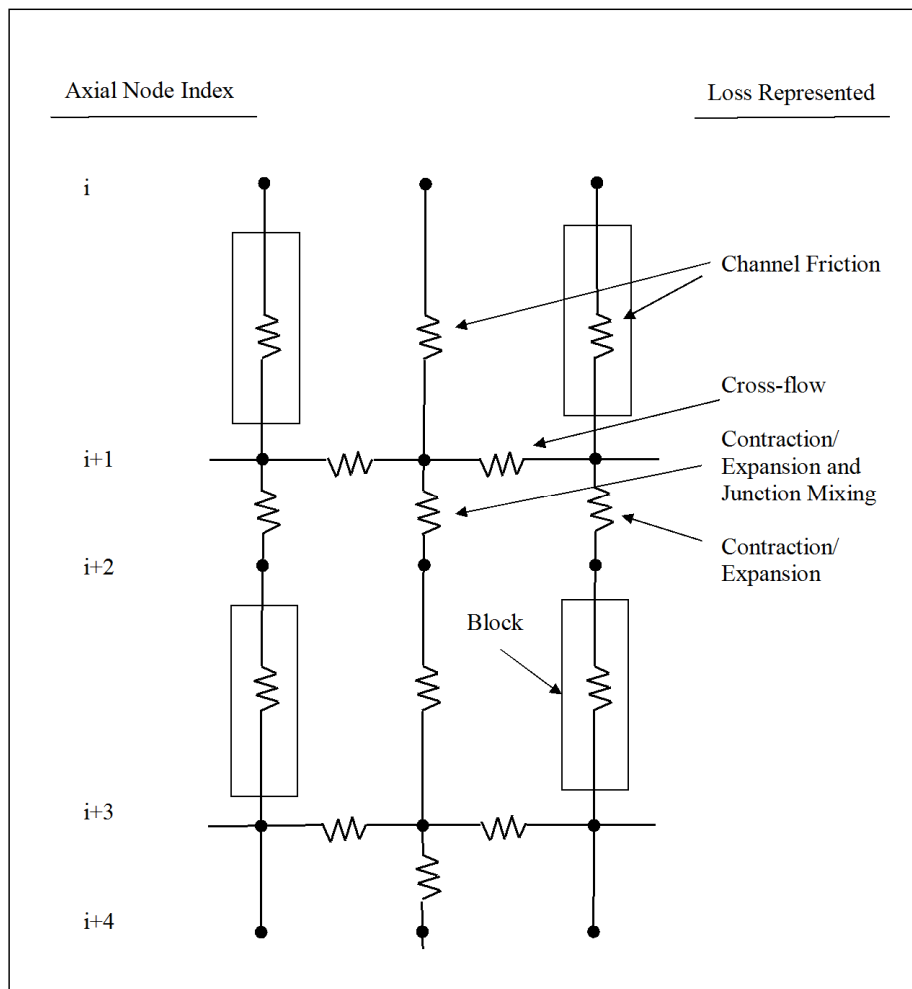 Axial Node Index
Loss Represented
i
Channel Friction
Cross-flow
i+1
Contraction/
Expansion and
Junction Mixing
Contraction/
Expansion
i+2
Block
i+3
i+4